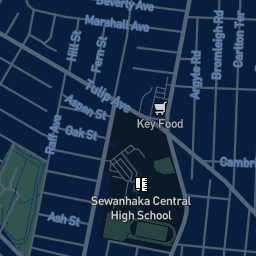 Beverly Ave
Marshall Ave
Hill St
Fern St
Tulip Ave
Aspen St
Oak St
Ralf Ave
Argyle Rd
Bromleigh Rd
Carlton Ter
Key Food
Cambri
Sewanhaka Central
High School
Ash St